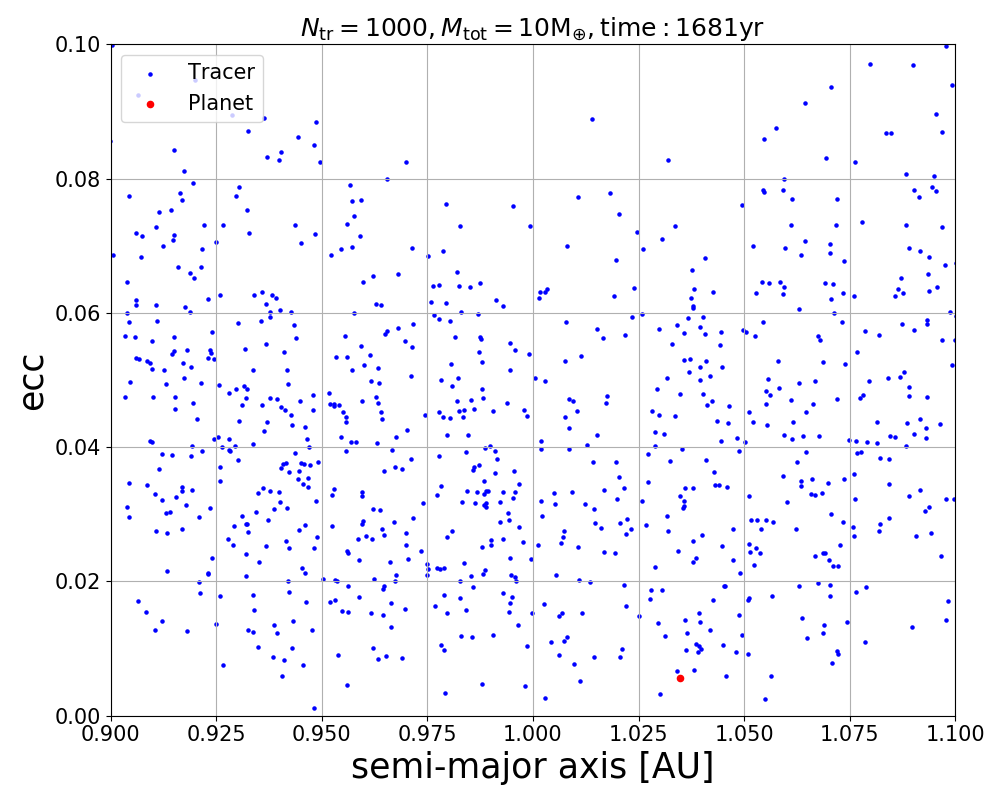 N_tr = 1000, M_tot = 10M_⊕, time : 1681yr
0.10
Tracer
Planet
0.08
0.06
ecc
0.04
0.02
0.00
0.900 0.925 0.950 0.975 1.000 1.025 1.050 1.075 1.100
semi-major axis [AU]